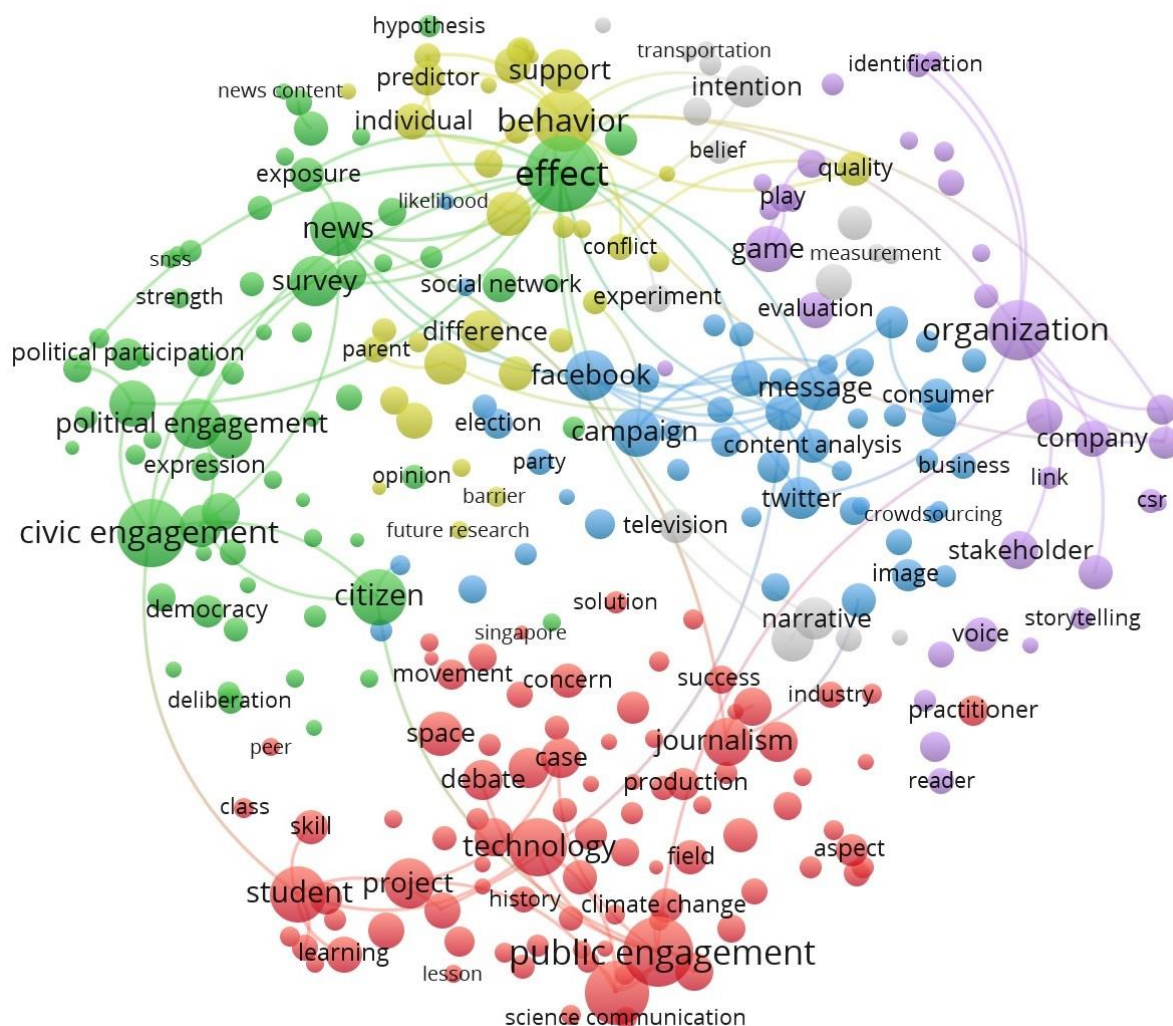 hypothesis
transportation
support
identification
predictor
intention
news content
individual
behavior
belief
exposure
effect
quality
play
likelihood
news
conflict
game
measurement
snss
survey
social network
strength
experiment
evaluation
difference
organization
political participation
parent
facebook
message
consumer
political engagement
election
campaign
content analysis
company
expression
opinion
party
business
link
barrier
twitter
csr
civic engagement
future research
television
crowdsourcing
stakeholder
image
citizen
solution
democracy
narrative
storytelling
singapore
voice
movement
concern
success
deliberation
industry
practitioner
space
journalism
peer
case
debate
production
reader
class
skill
technology
field
aspect
student
project
history
climate change
learning
public engagement
lesson
science communication